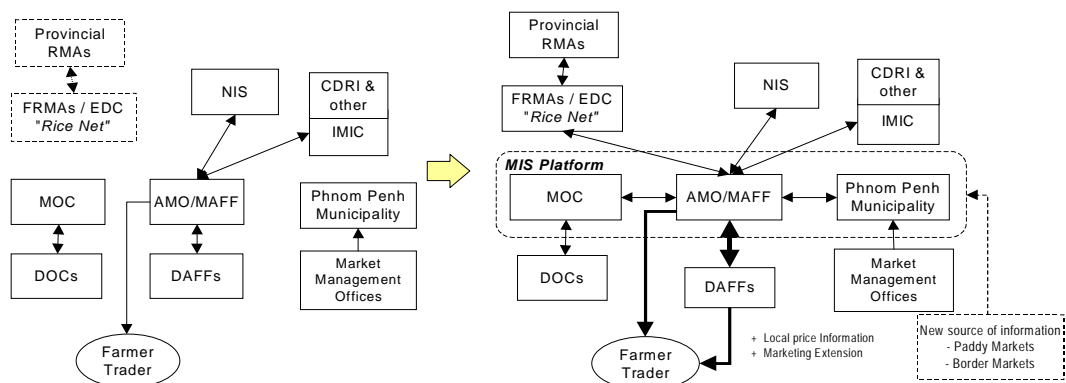 Provincial
RMAs
FRMAs / EDC
"Rice Net"
NIS
CDRI &
other
IMIC
MOC
AMO/MAFF
Phnom Penh
Municipality
DOCs
DAFFs
Market
Management
Offices
Farmer
Trader
Provincial
RMAs
FRMAs / EDC
"Rice Net"
NIS
CDRI &
other
IMIC
MIS Platform
MOC
AMO/MAFF
Phnom Penh
Municipality
DOCs
DAFFs
Market
Management
Offices
+ Local price Information
+ Marketing Extension
Farmer
Trader
New source of information
- Paddy Markets
- Border Markets